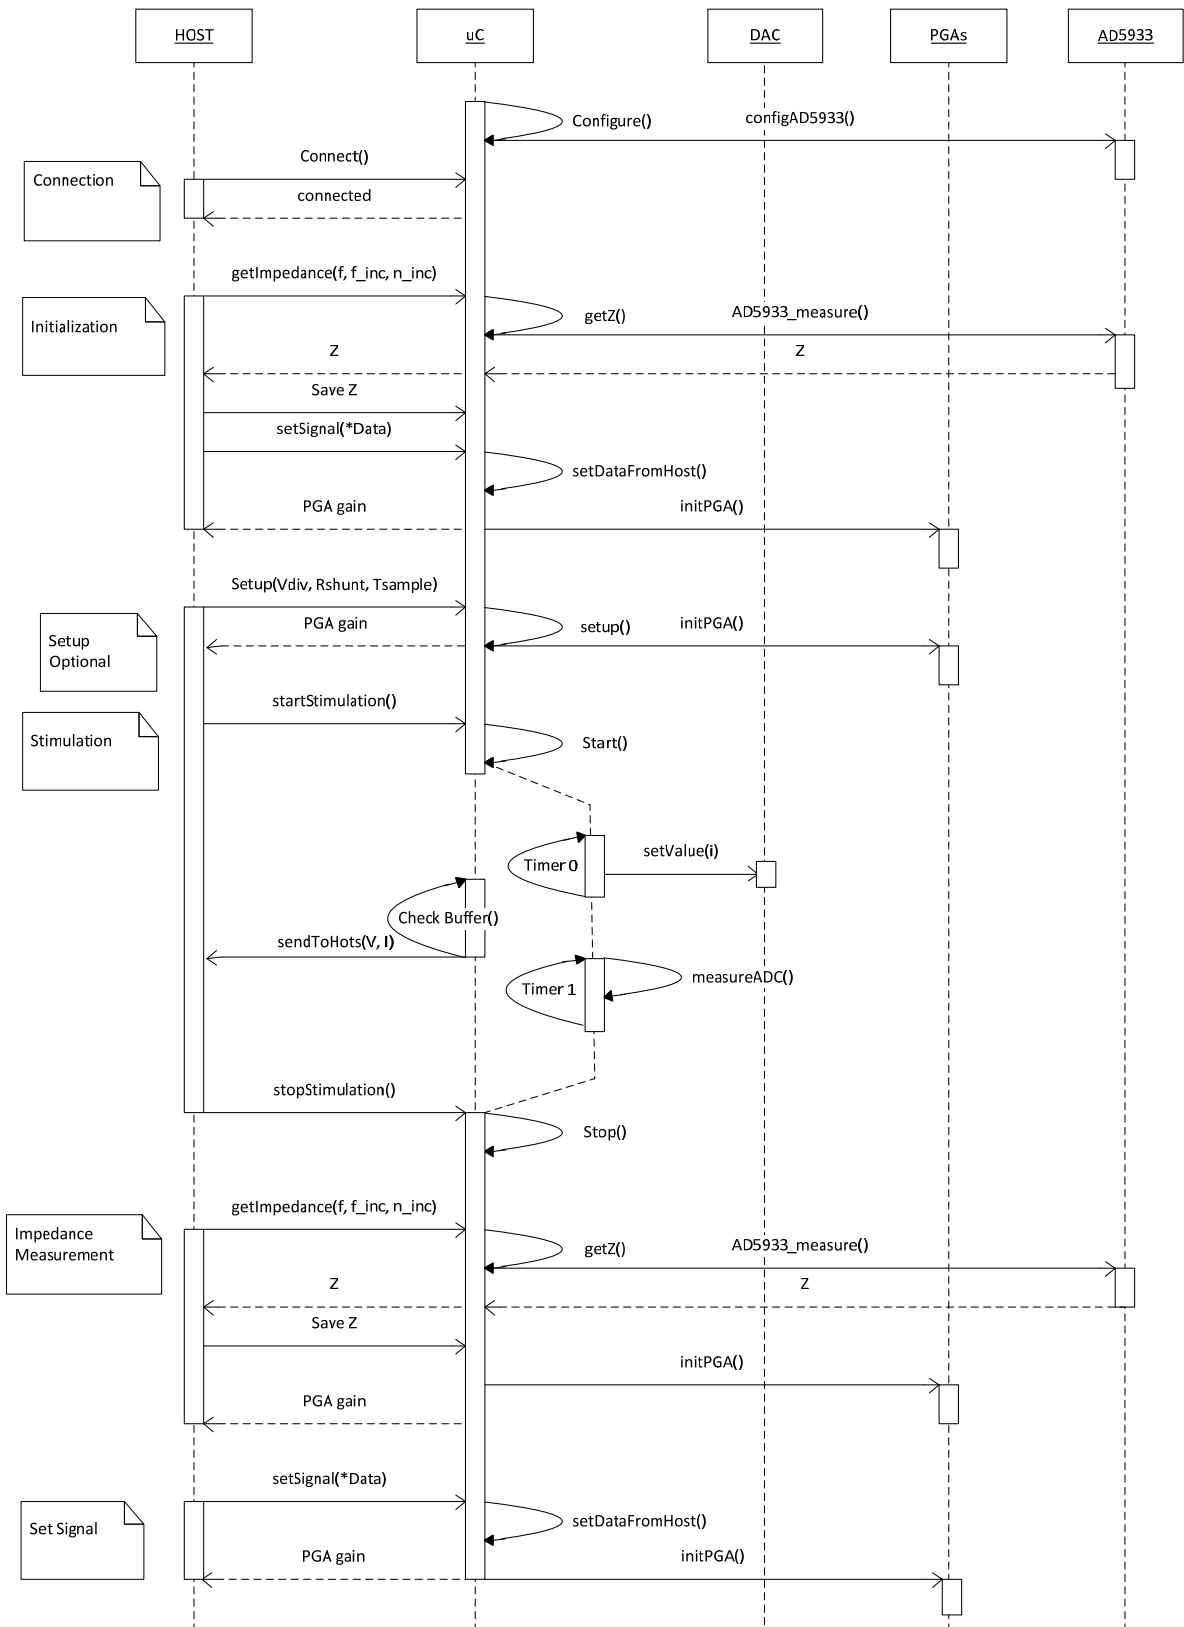 HOST
uC
DAC
PGAs
AD5933
Configure()
configAD5933()
Connect()
Connection
connected
getImpedance(f, f_inc, n_inc)
Initialization
getZ()
AD5933_measure()
Z
Z
Save Z
setSignal(*Data)
setDataFromHost()
PGA gain
initPGA()
Setup(Vdiv, Rshunt, Tsample)
Setup
Optional
PGA gain
setup()
initPGA()
startStimulation()
Stimulation
Start()
Timer 0
setValue(i)
Check Buffer()
sendToHots(V, I)
Timer 1
measureADC()
stopStimulation()
Stop()
getImpedance(f, f_inc, n_inc)
Impedance
Measurement
getZ()
AD5933_measure()
Z
Z
Save Z
initPGA()
PGA gain
setSignal(*Data)
Set Signal
setDataFromHost()
PGA gain
initPGA()